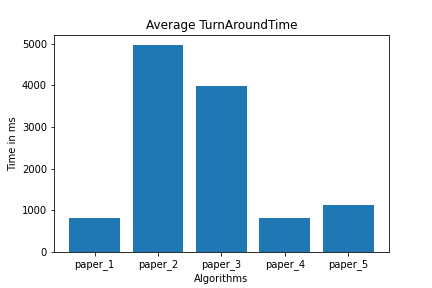 Average TurnAroundTime
5000
4000
3000
2000
1000
0
Time in ms
paper_1 paper_2 paper_3 paper_4 paper_5
Algorithms